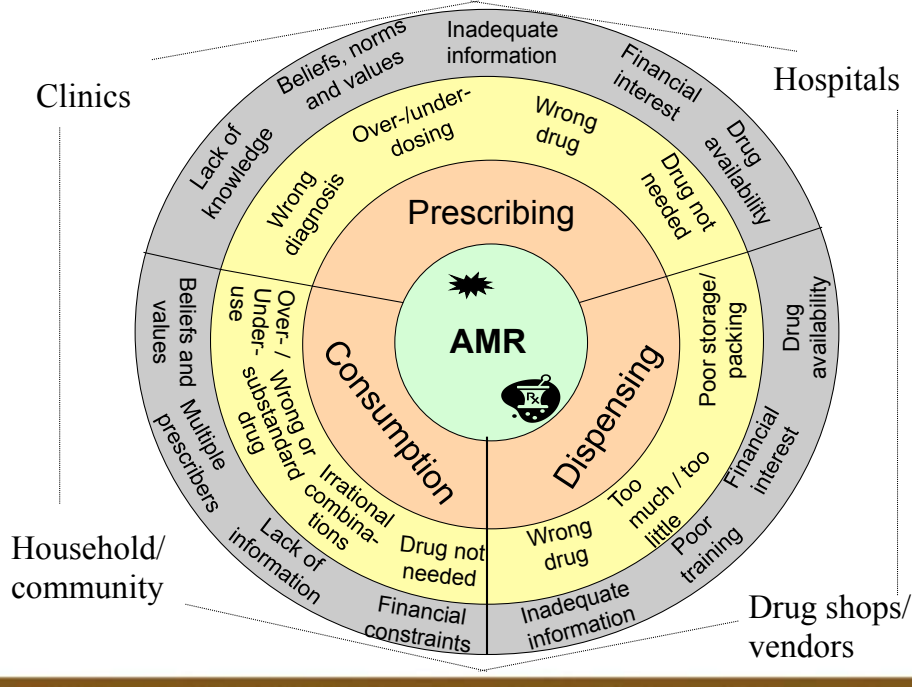 Clinics
Hospitals
Household/
community
Drug shops/
vendors
Lack of
knowledge
Beliefs, norms
and values
Inadequate
information
Financial
interest
Drug
availability
Wrong
diagnosis
Over-/under-
dosing
Wrong
drug
Drug not
needed
Prescribing
AMR
Rx
Dispensing
Poor storage/
packing
Too
much / too
little
Wrong
drug
Drug
availability
Financial
interest
Poor
training
Inadequate
information
Consumption
Over- /
Under-
use
Wrong or
substandard
drug
Irrational
combina-
tions
Drug not
needed
Beliefs and
values
Multiple
prescribers
Lack of
information
Financial
constraints